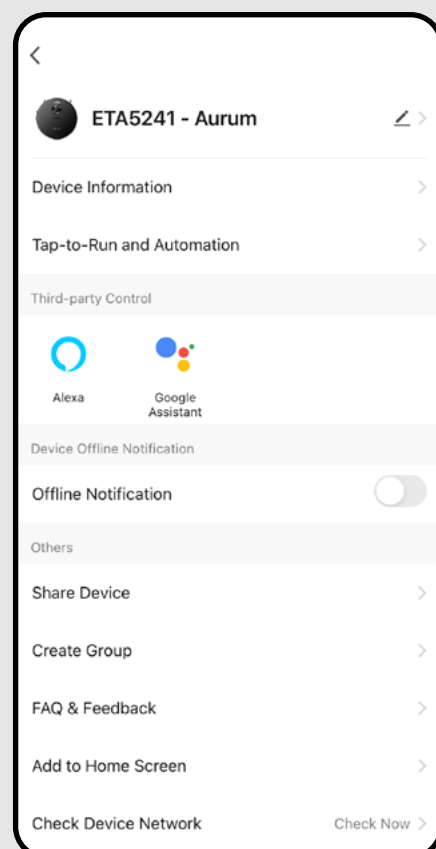 ETA5241 - Aurum
Device Information
Tap-to-Run and Automation
Third-party Control
Alexa
Google
Assistant
Device Offline Notification
Offline Notification
Others
Share Device
Create Group
FAQ & Feedback
Add to Home Screen
Check Device Network Check Now